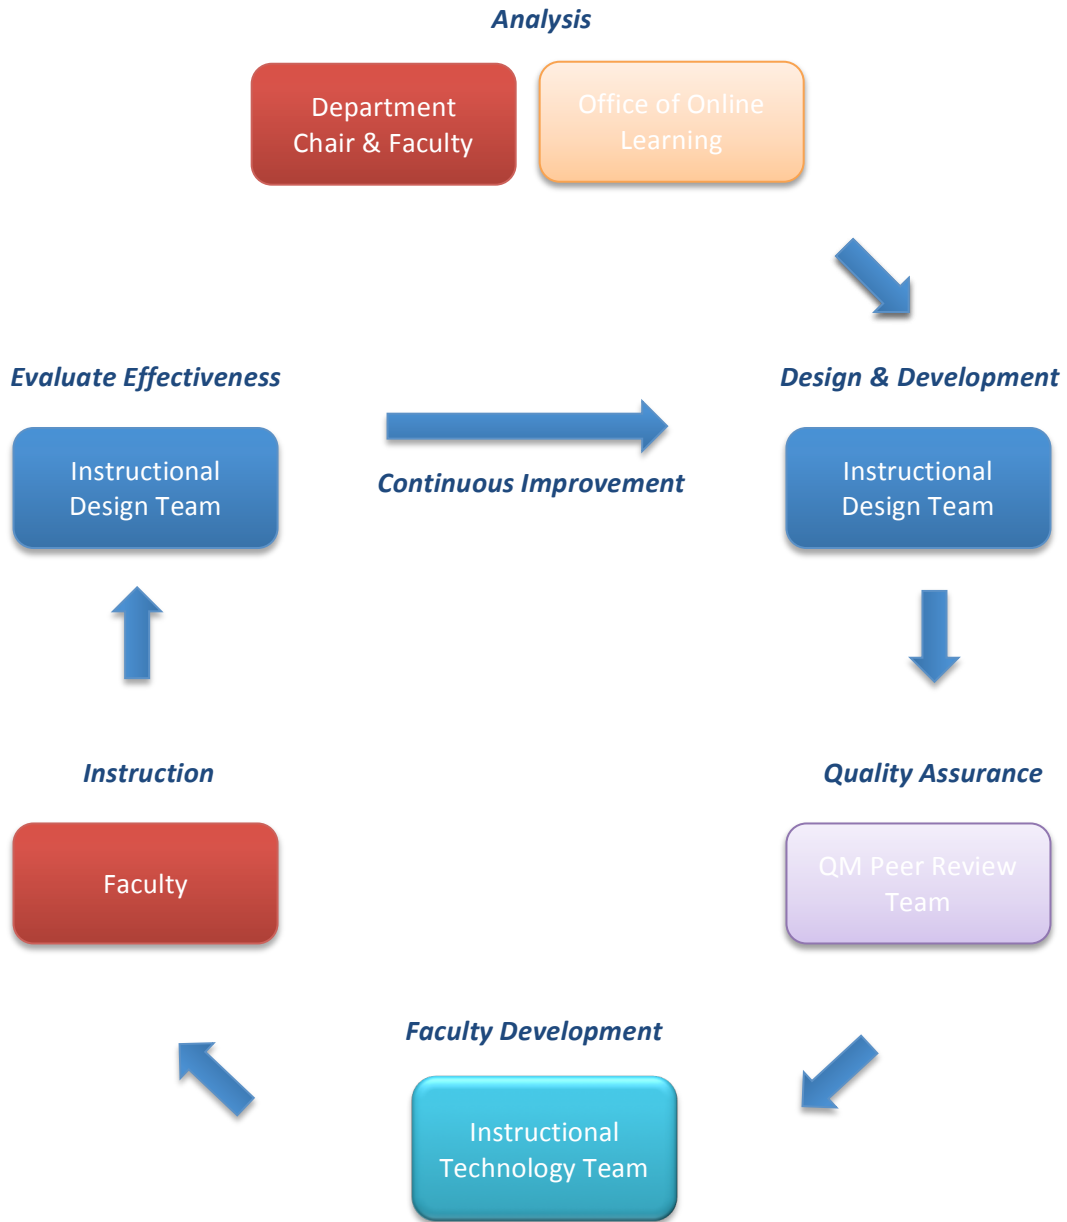 Analysis
Department
Chair & Faculty
Office of Online
Learning
Evaluate Effectiveness
Design & Development
Instructional
Design Team
Continuous Improvement
Instructional
Design Team
Instruction
Quality Assurance
Faculty
QM Peer Review
Team
Faculty Development
Instructional
Technology Team